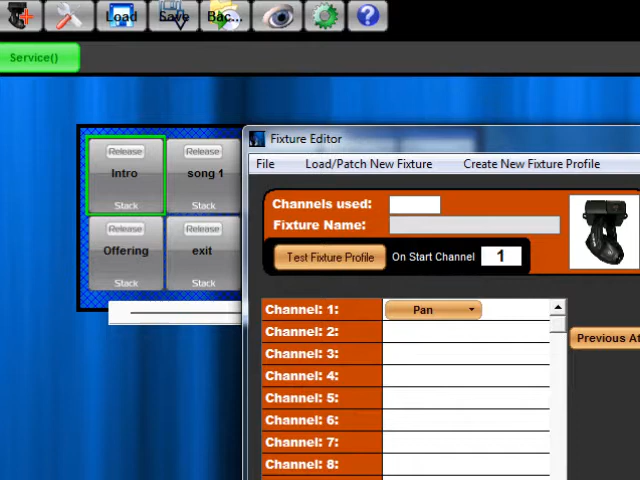 Load Save Bac...
Service()
Release Release
Intro song 1
Stack Stack
Release Release
Offering exit
Stack Stack
Fixture Editor
File Load/Patch New Fixture Create New Fixture Profile
Channels used:
Fixture Name:
Test Fixture Profile On Start Channel 1
Channel: 1: Pan
Channel: 2:
Channel: 3:
Channel: 4:
Channel: 5:
Channel: 6:
Channel: 7:
Channel: 8:
Previous At